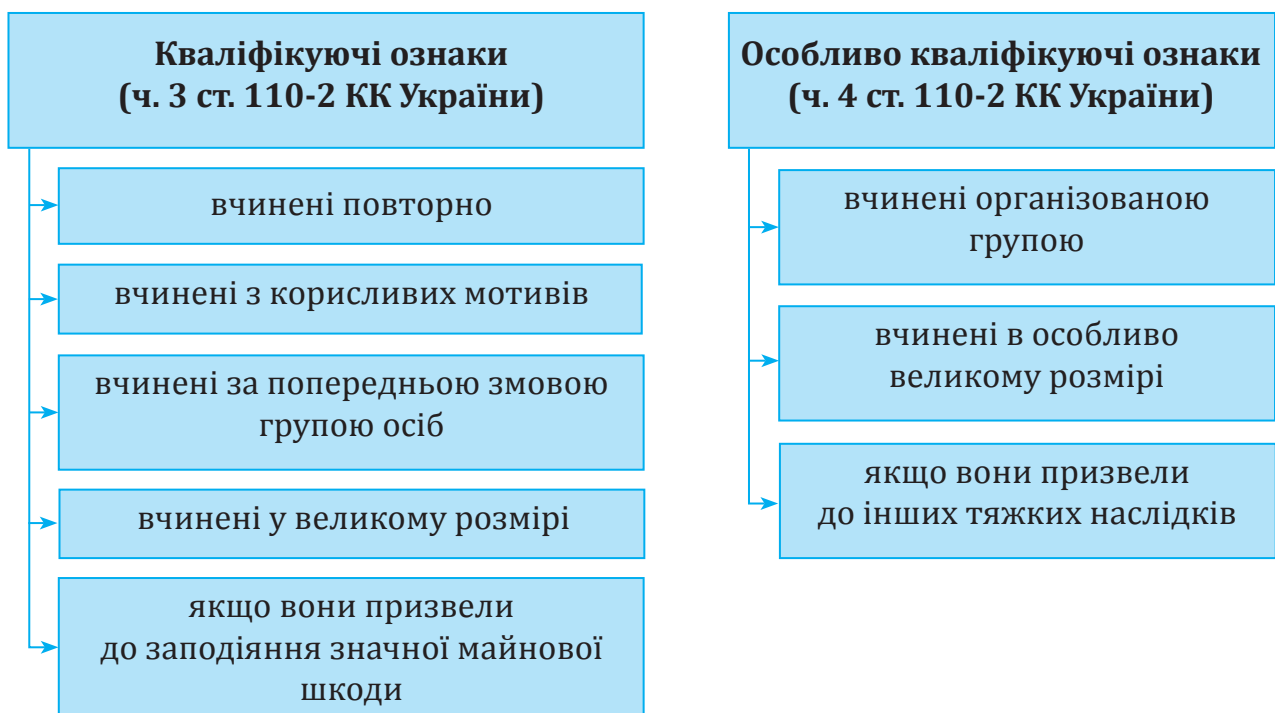 Кваліфікуючі ознаки
(ч. 3 ст. 110-2 КК України)
вчинені повторно
вчинені з корисливих мотивів
вчинені за попередньою змовою
групою осіб
вчинені у великому розмірі
якщо вони призвели
до заподіяння значної майнової
шкоди
Особливо кваліфікуючі ознаки
(ч. 4 ст. 110-2 КК України)
вчинені організованою
групою
вчинені в особливо
великому розмірі
якщо вони призвели
до інших тяжких наслідків